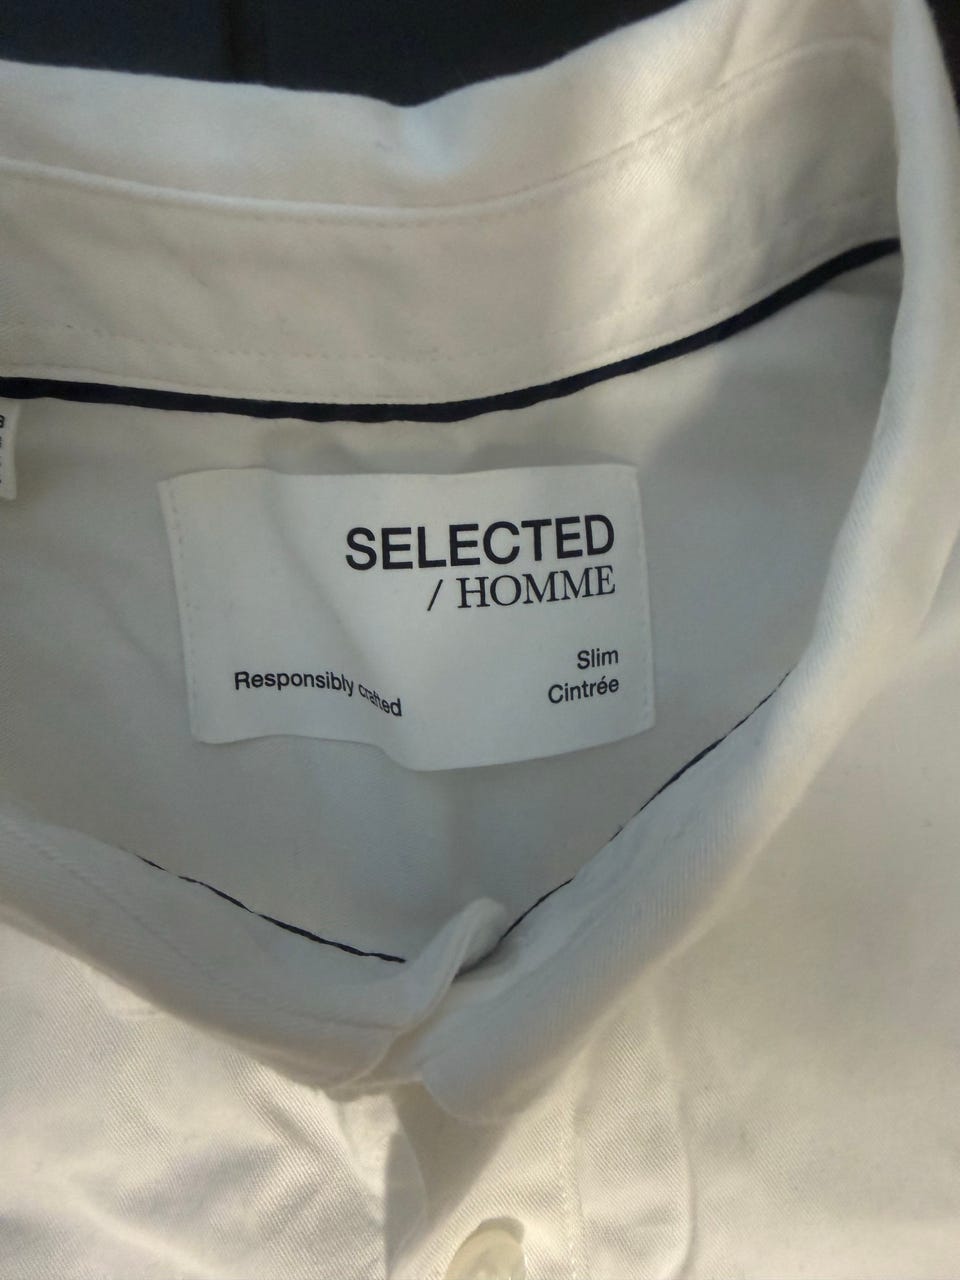 SELECTED
/ HOMME
Slim
Responsibly crafted
Cintrée